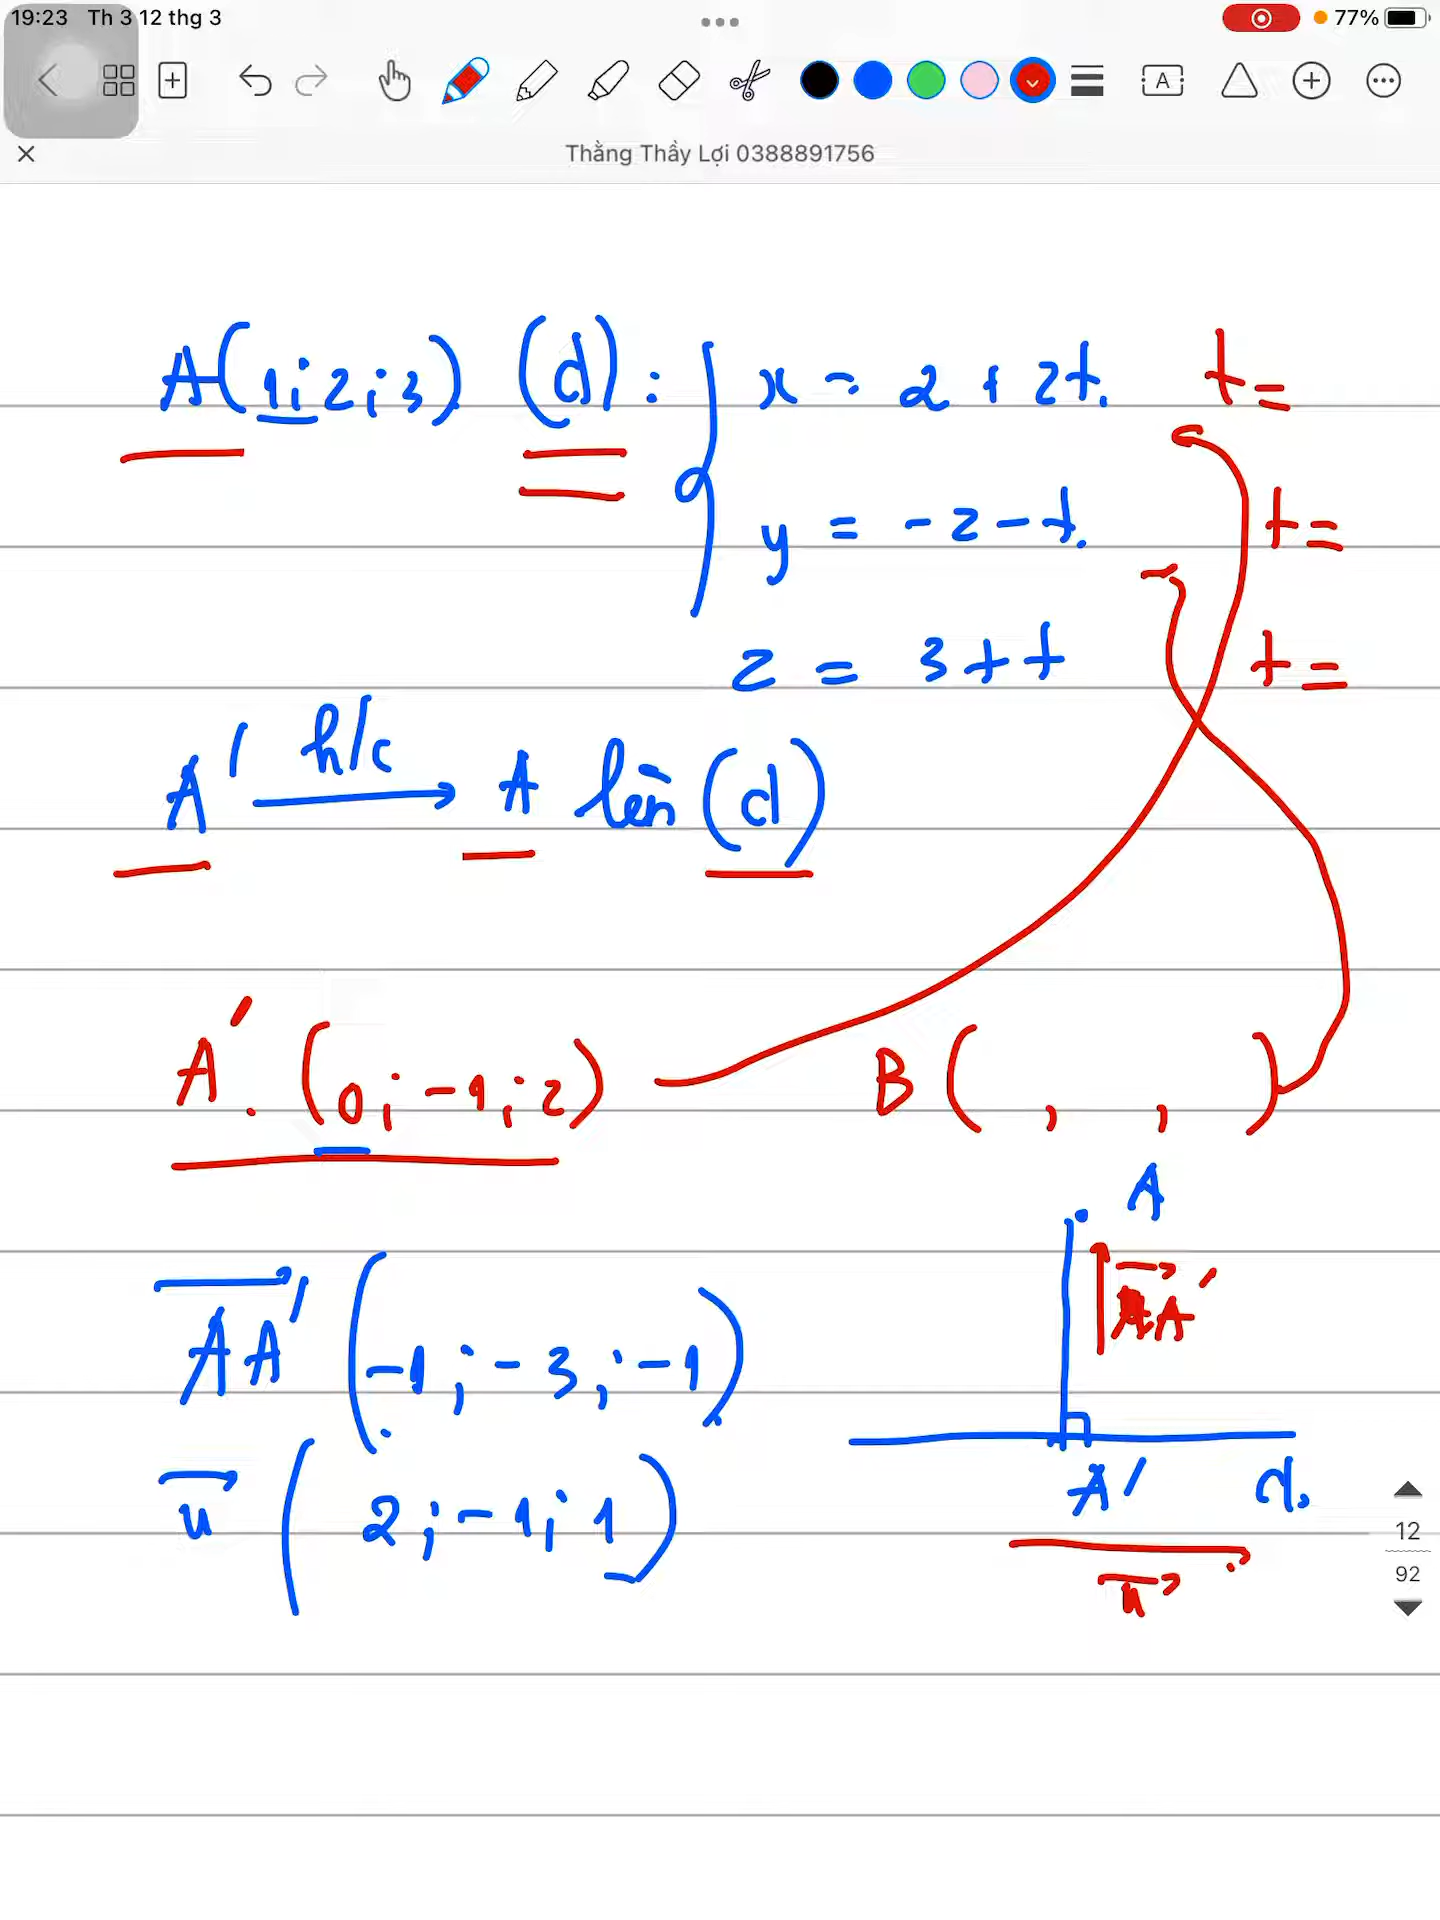 19:23 Th 3 12 thg 3
77%
A
Thằng Thầy Lợi 0388891756
A(1;2;3) (d): x = 2 + 2t. t =
y = -2 - t. t =
z = 3 + t t =
A' h/c A lên (d)
A'. (0; -1; 2) B ( , , )
A
AA' (-1; -3; -1) AA'
u (2; -1; 1) A' d.
u
12
92